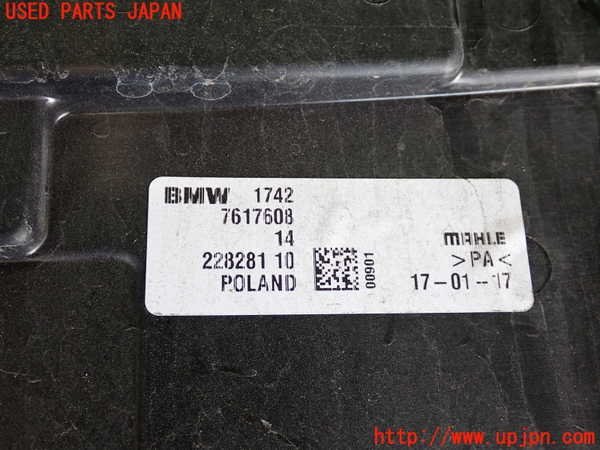 USED PARTS JAPAN
BMW 1742
7617608
14
228281 10
POLAND
00901
MAHLE
>PA<
17-01--17
http://www.upjpn.com/